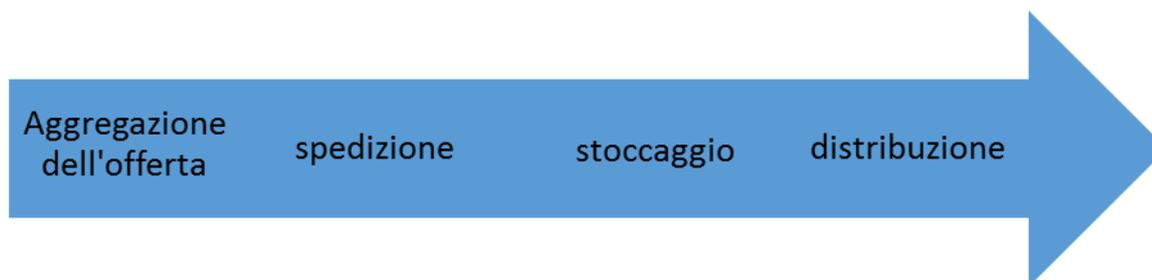 Aggregazione
dell'offerta
spedizione
stoccaggio
distribuzione